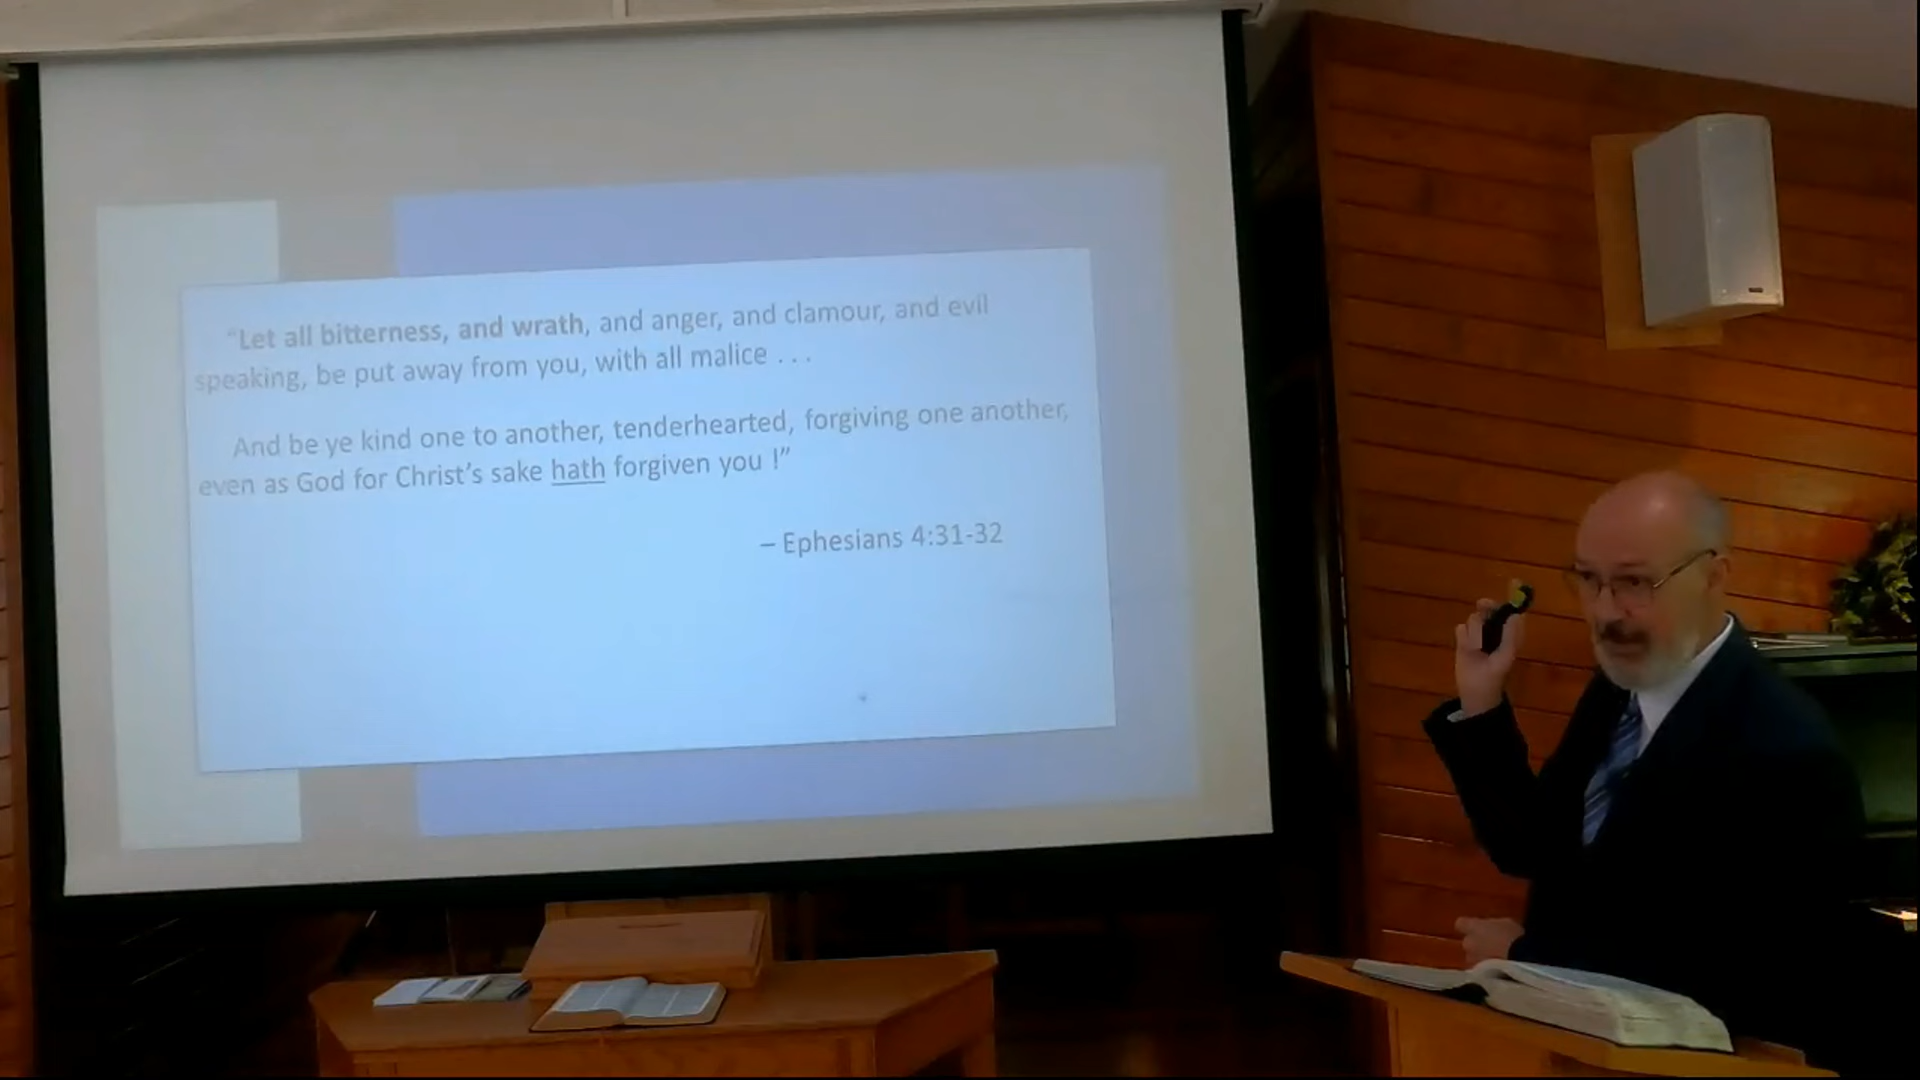 “Let all bitterness, and wrath, and anger, and clamour, and evil
speaking, be put away from you, with all malice . . .
And be ye kind one to another, tenderhearted, forgiving one another,
even as God for Christ’s sake hath forgiven you !”
– Ephesians 4:31-32